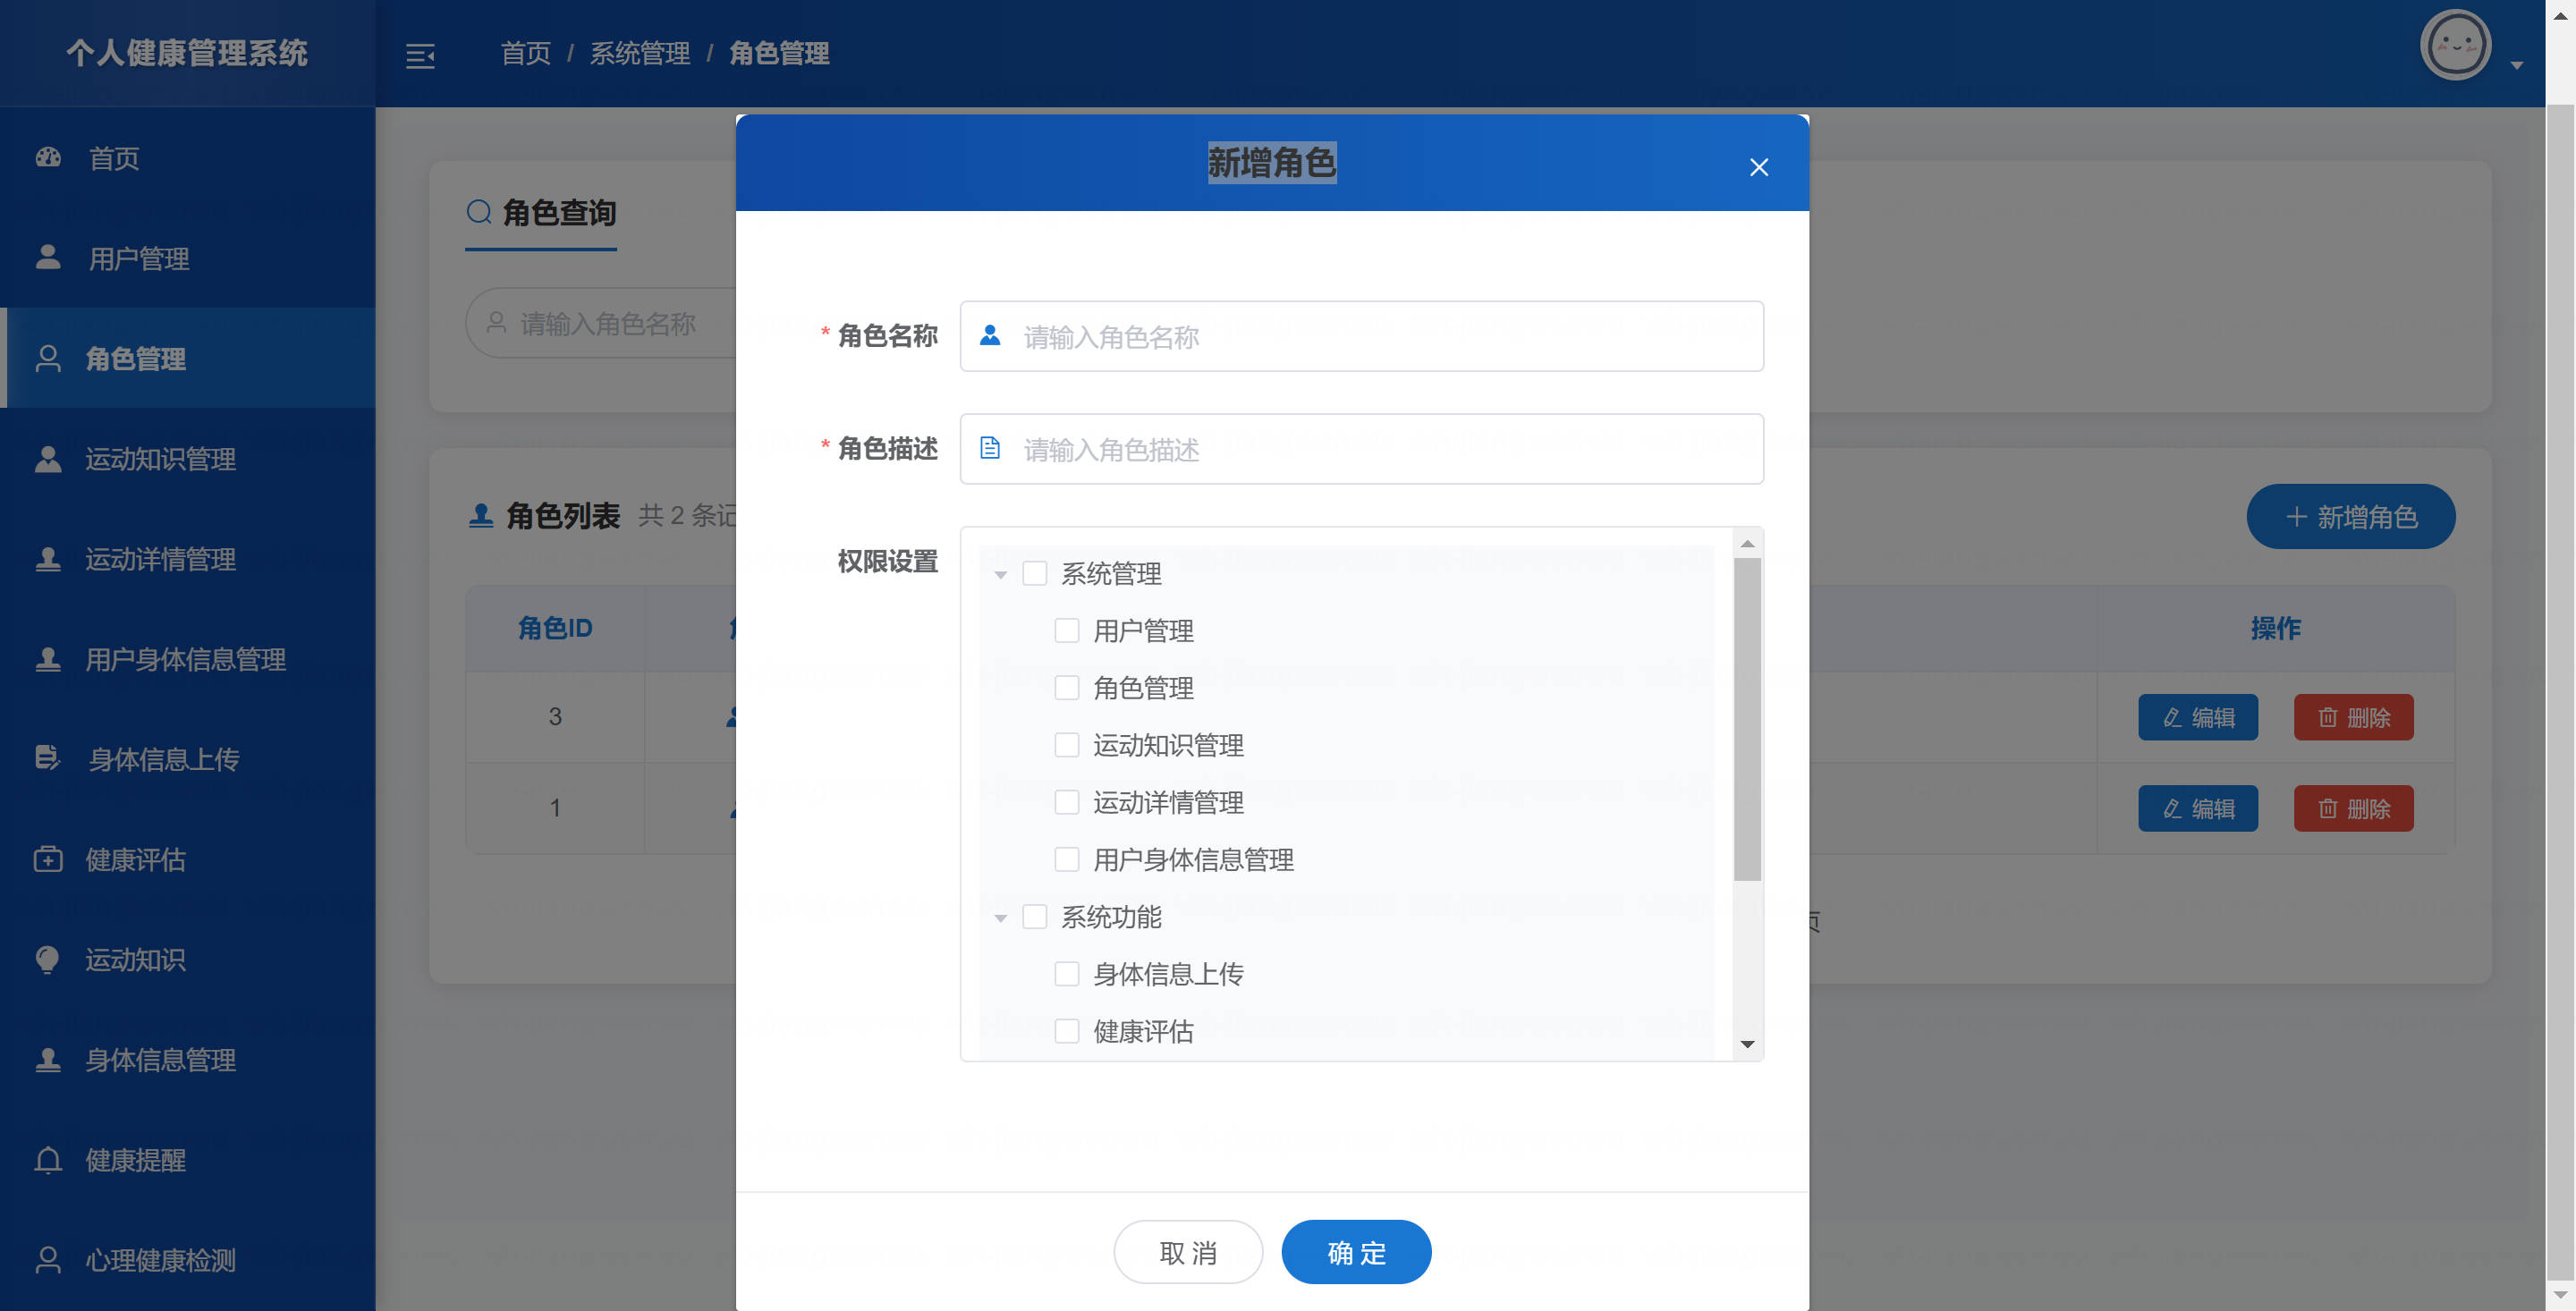 个人健康管理系统
首页 / 系统管理 / 角色管理
首页
用户管理
角色管理
运动知识管理
运动详情管理
用户身体信息管理
身体信息上传
健康评估
运动知识
身体信息管理
健康提醒
心理健康检测
角色查询
请输入角色名称
角色列表 共 2 条记
新增角色
角色ID
操作
3
编辑 删除
1
编辑 删除
页
新增角色
* 角色名称 请输入角色名称
* 角色描述 请输入角色描述
权限设置
系统管理
用户管理
角色管理
运动知识管理
运动详情管理
用户身体信息管理
系统功能
身体信息上传
健康评估
取 消 确 定